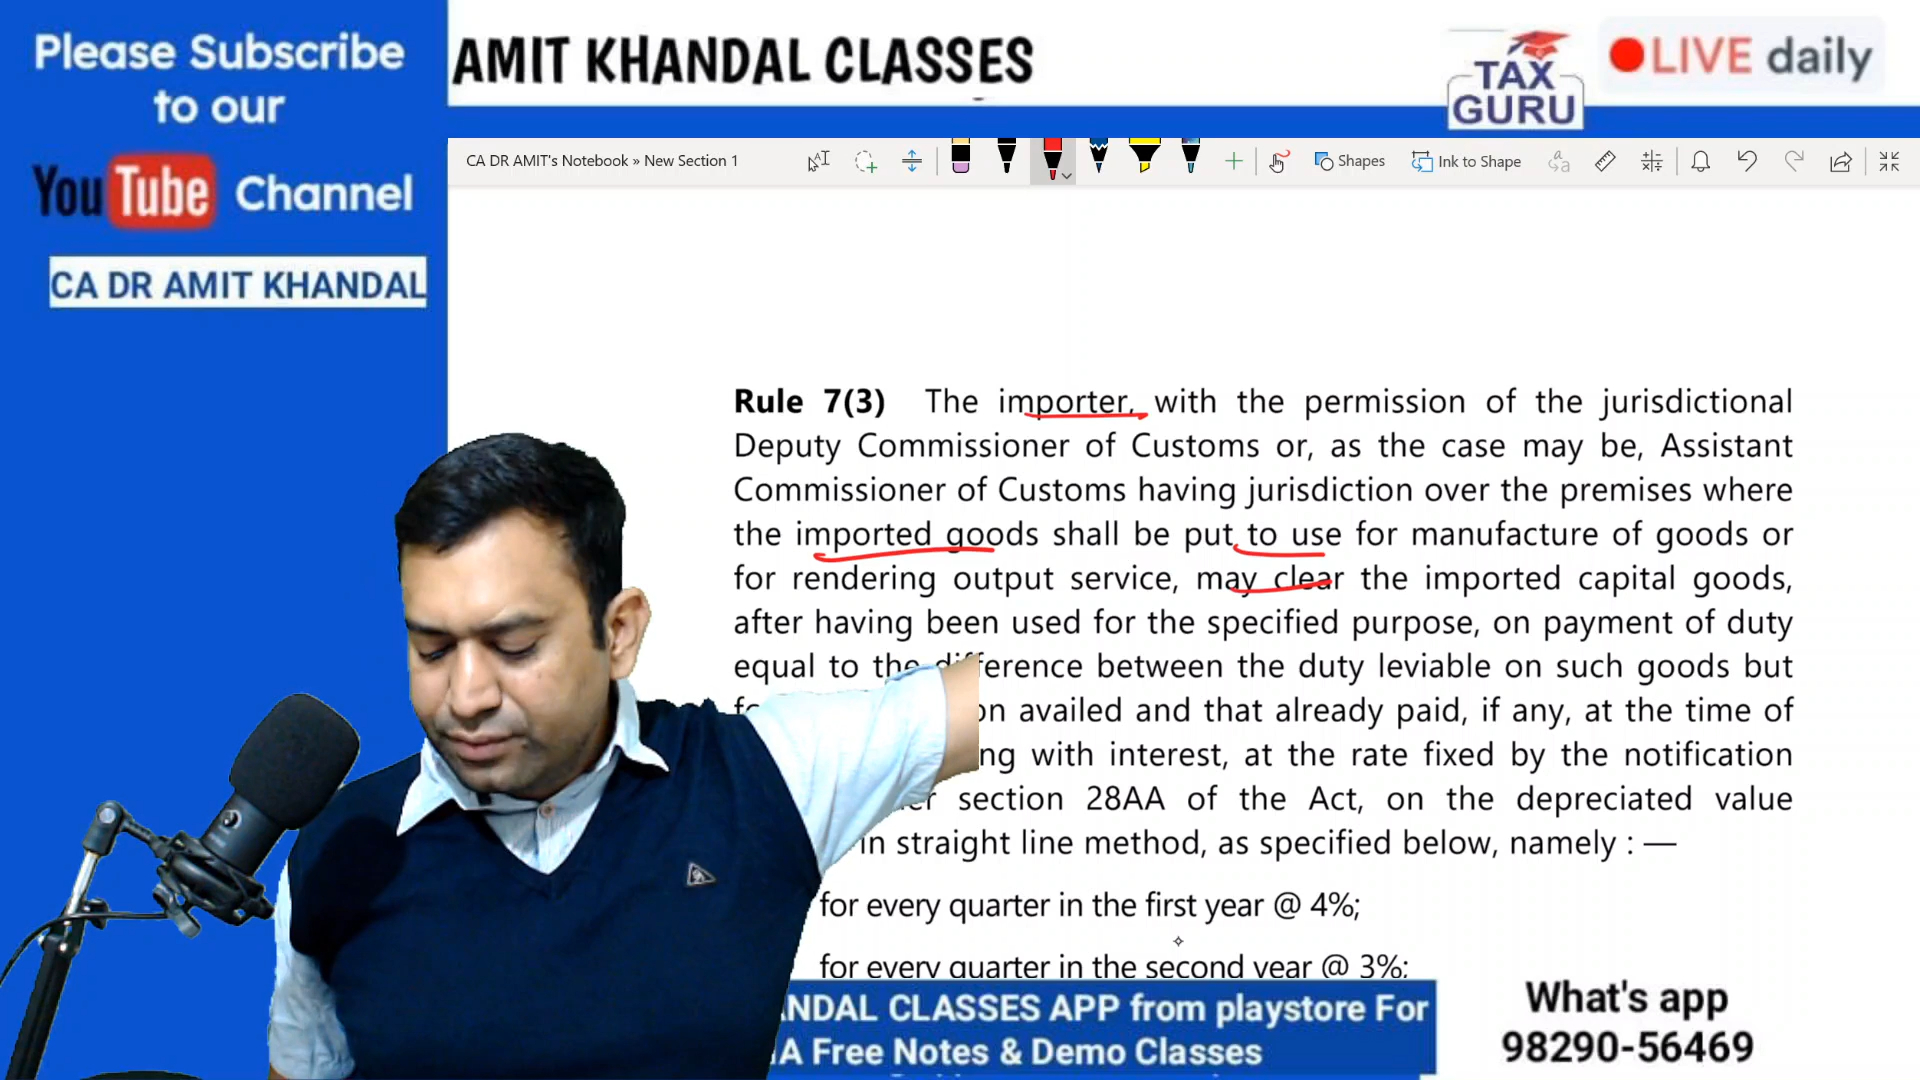 Please Subscribe
to our
YouTube Channel
CA DR AMIT KHANDAL
AMIT KHANDAL CLASSES
TAX
GURU
LIVE daily
CA DR AMIT's Notebook » New Section 1
Shapes
Ink to Shape
Rule 7(3) The importer, with the permission of the jurisdictional
Deputy Commissioner of Customs or, as the case may be, Assistant
Commissioner of Customs having jurisdiction over the premises where
the imported goods shall be put to use for manufacture of goods or
for rendering output service, may clear the imported capital goods,
after having been used for the specified purpose, on payment of duty
equal to the difference between the duty leviable on such goods but
availed and that already paid, if any, at the time of
with interest, at the rate fixed by the notification
section 28AA of the Act, on the depreciated value
in straight line method, as specified below, namely : —
for every quarter in the first year @ 4%;
for every quarter in the second year @ 3%;
CLASSES APP from playstore For
Free Notes & Demo Classes
What's app
98290-56469